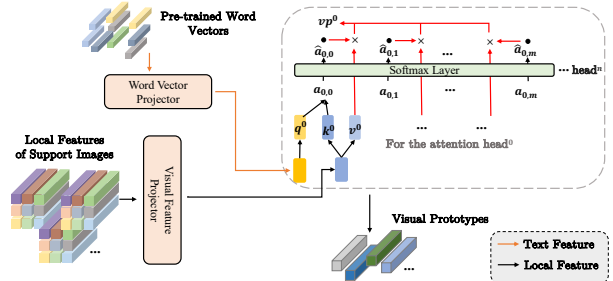 Pre-trained Word
Vectors
Word Vector
Projector
Local Features
of Support Images
Visual Feature
Projector
...
vp⁰
â₀,₀ â₀,₁ ... â₀,ₘ
Softmax Layer
... headⁿ
a₀,₀ a₀,₁ ... a₀,ₘ
q⁰ k⁰ v⁰
... ...
For the attention head⁰
Visual Prototypes
...
Text Feature
Local Feature